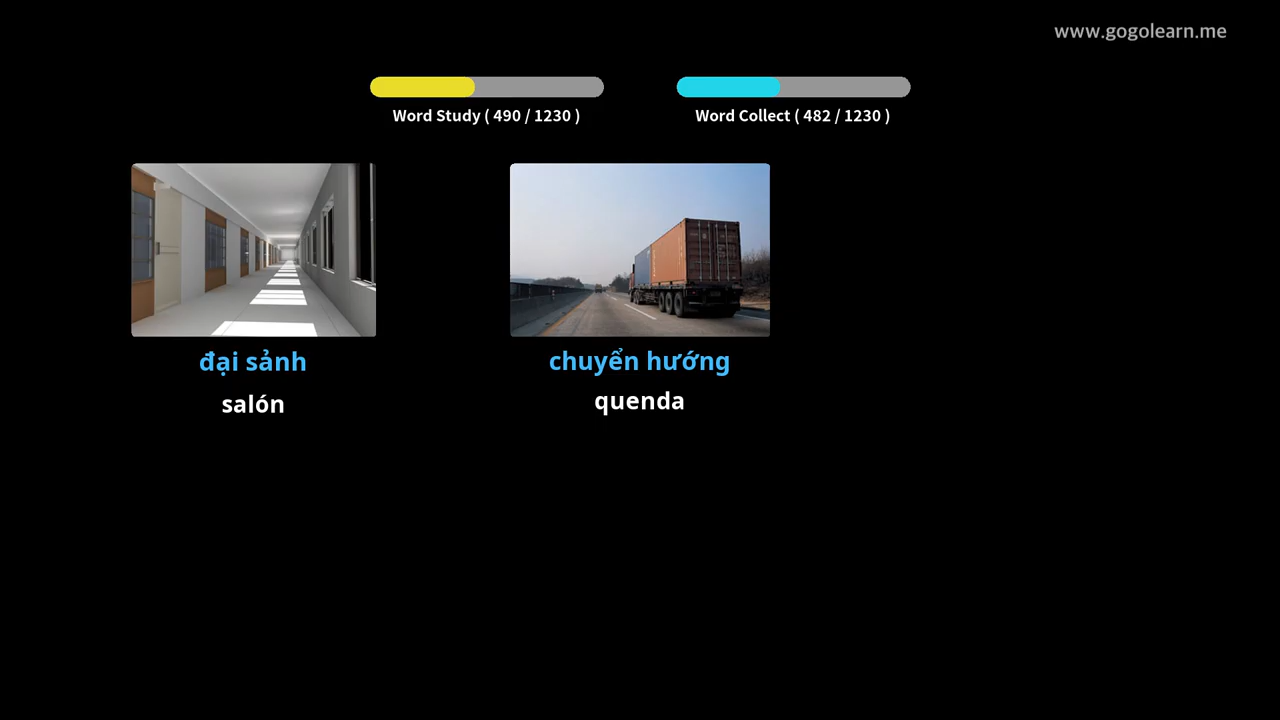 www.gogolearn.me
Word Study ( 490 / 1230 )
Word Collect ( 482 / 1230 )
đại sảnh
salón
chuyển hướng
quenda